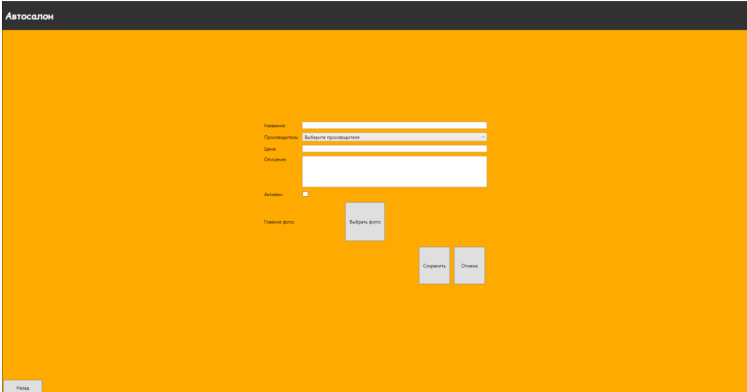 Автосалон
Название:
Производитель: Выберите производителя
Цена:
Описание:
Активен:
Главное фото: Выбрать фото
Сохранить Отмена
Назад